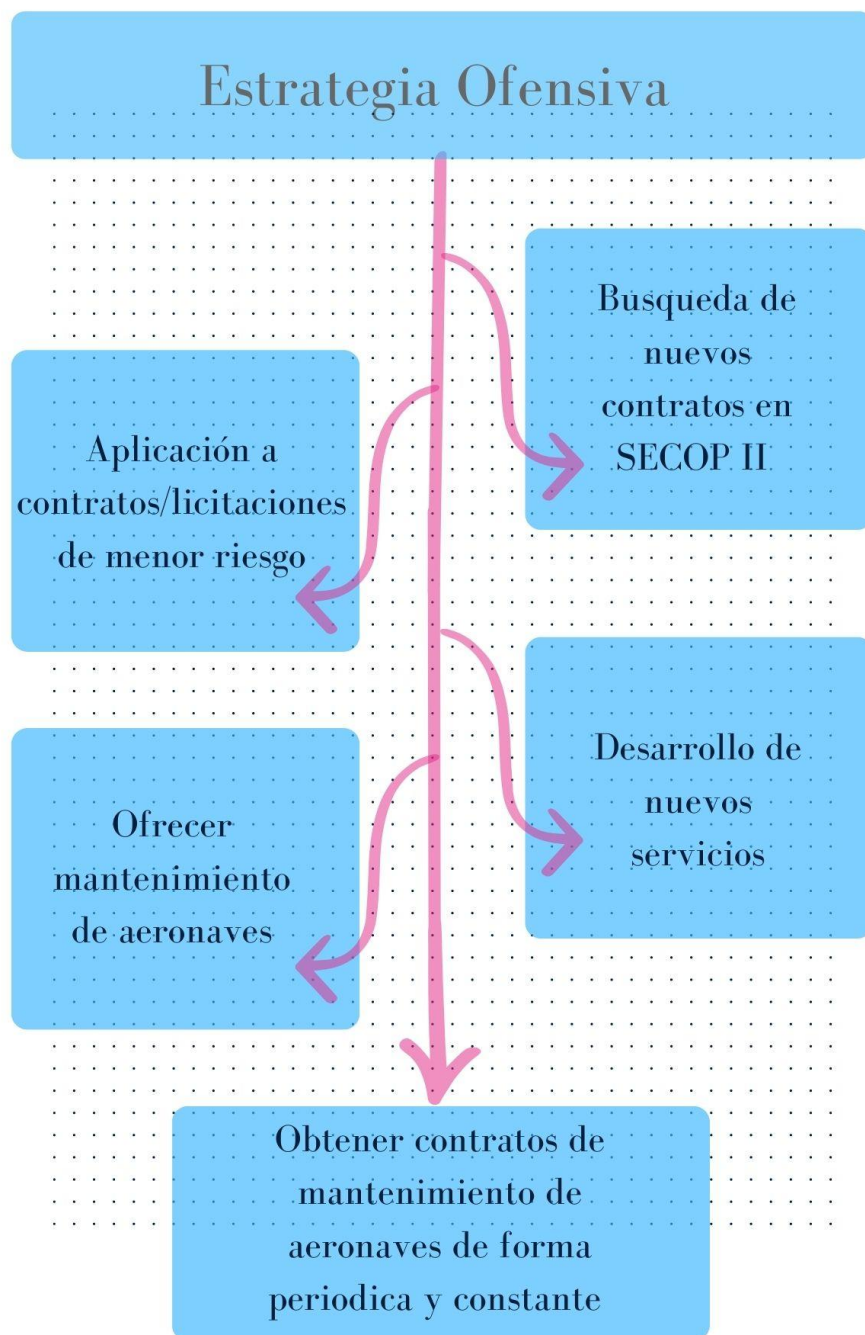 Estrategia Ofensiva
Busqueda de
nuevos
contratos en
SECOP II
Aplicación a
contratos/licitaciones
de menor riesgo
Desarrollo de
nuevos
servicios
Ofrecer
mantenimiento
de aeronaves
Obtener contratos de
mantenimiento de
aeronaves de forma
periodica y constante